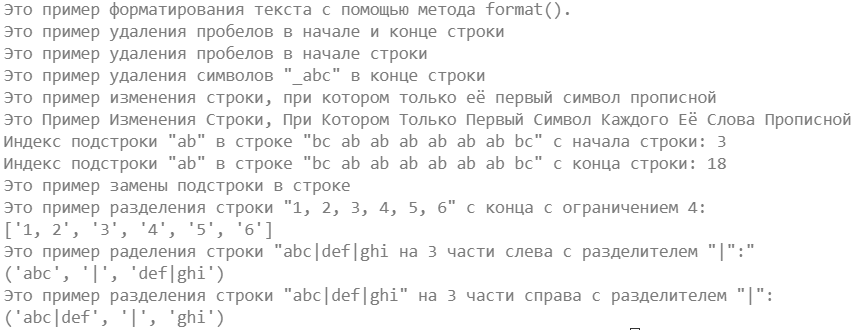 Это пример форматирования текста с помощью метода format().
Это пример удаления пробелов в начале и конце строки
Это пример удаления пробелов в начале строки
Это пример удаления символов "_abc" в конце строки
Это пример изменения строки, при котором только её первый символ прописной
Это Пример Изменения Строки, При Котором Только Первый Символ Каждого Её Слова Прописной
Индекс подстроки "ab" в строке "bc ab ab ab ab ab ab bc" с начала строки: 3
Индекс подстроки "ab" в строке "bc ab ab ab ab ab ab bc" с конца строки: 18
Это пример замены подстроки в строке
Это пример разделения строки "1, 2, 3, 4, 5, 6" с конца с ограничением 4:
['1, 2', '3', '4', '5', '6']
Это пример раделения строки "abc|def|ghi на 3 части слева с разделителем "|":"
('abc', '|', 'def|ghi')
Это пример разделения строки "abc|def|ghi" на 3 части справа с разделителем "|":
('abc|def', '|', 'ghi')